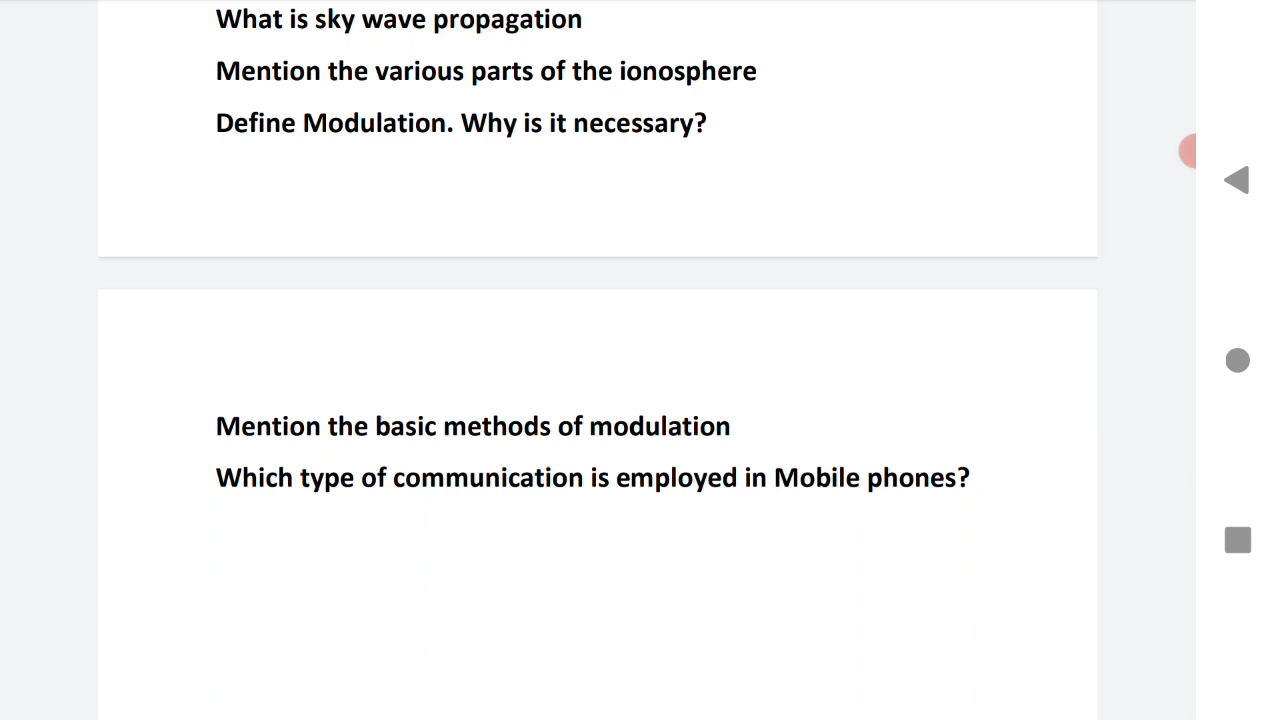 What is sky wave propagation
Mention the various parts of the ionosphere
Define Modulation. Why is it necessary?
Mention the basic methods of modulation
Which type of communication is employed in Mobile phones?